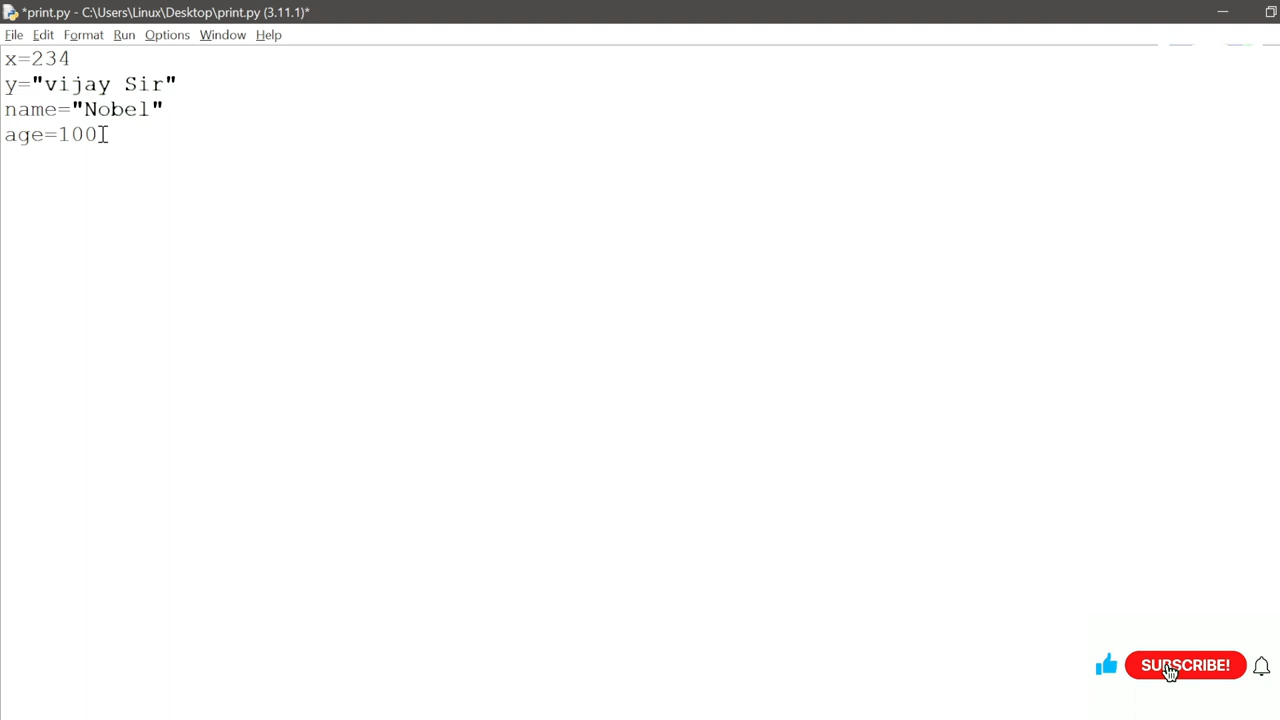 *print.py - C:\Users\Linux\Desktop\print.py (3.11.1)*
File Edit Format Run Options Window Help
x=234
y="vijay Sir"
name="Nobel"
age=100
SUBSCRIBE!